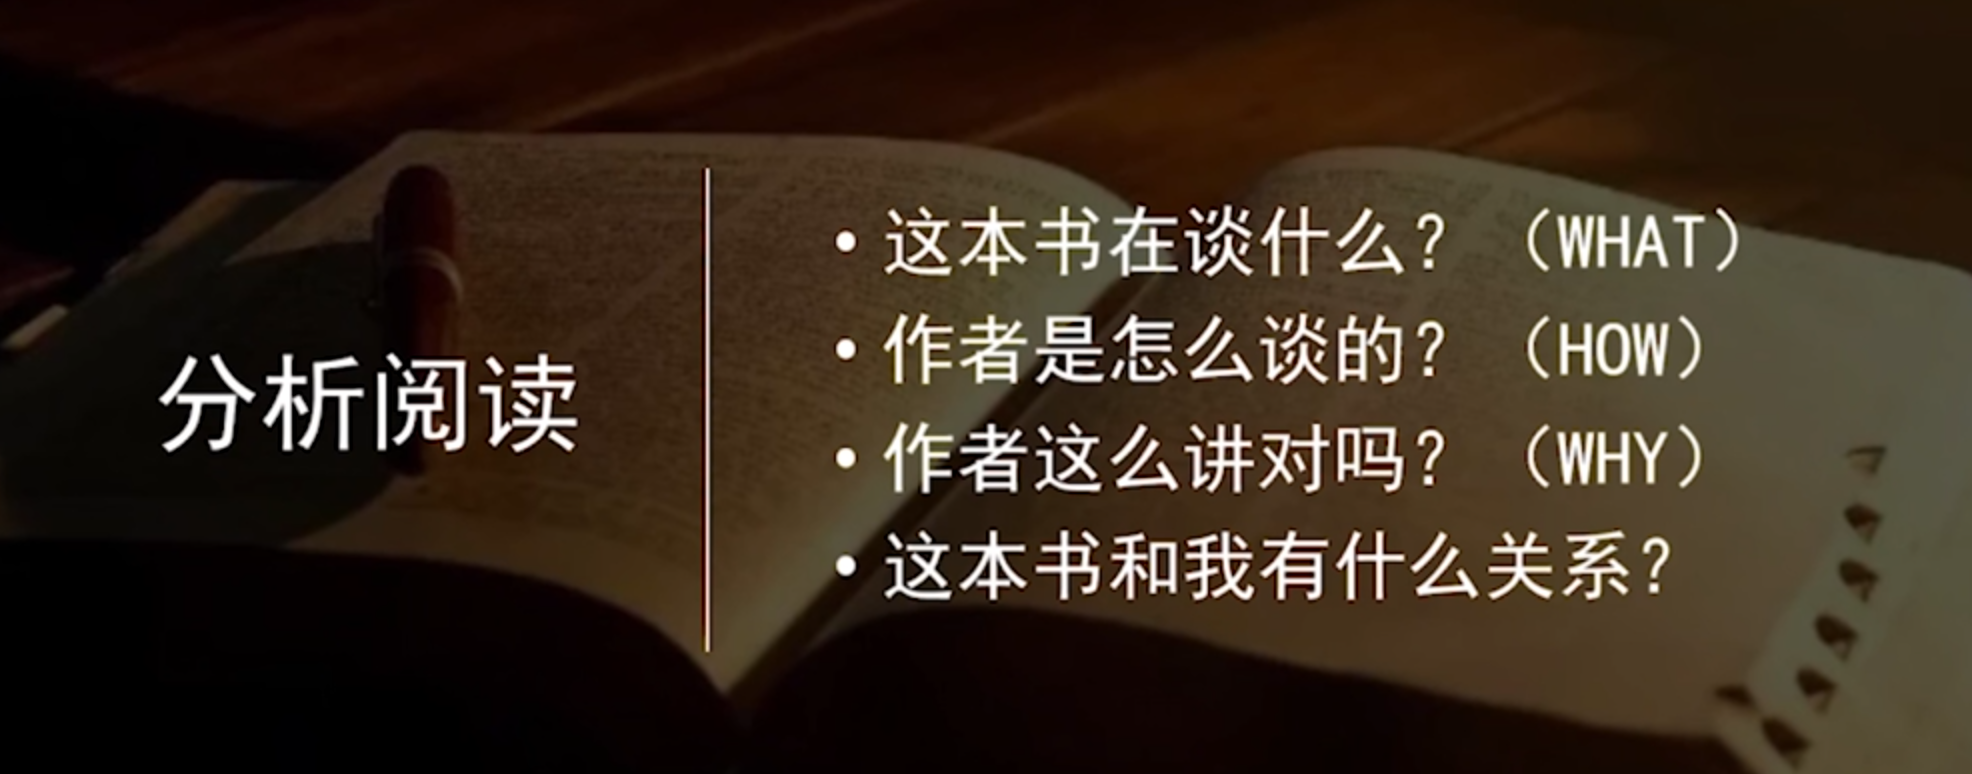 分析阅读
• 这本书在谈什么？（WHAT）
• 作者是怎么谈的？（HOW）
• 作者这么讲对吗？（WHY）
• 这本书和我有什么关系？